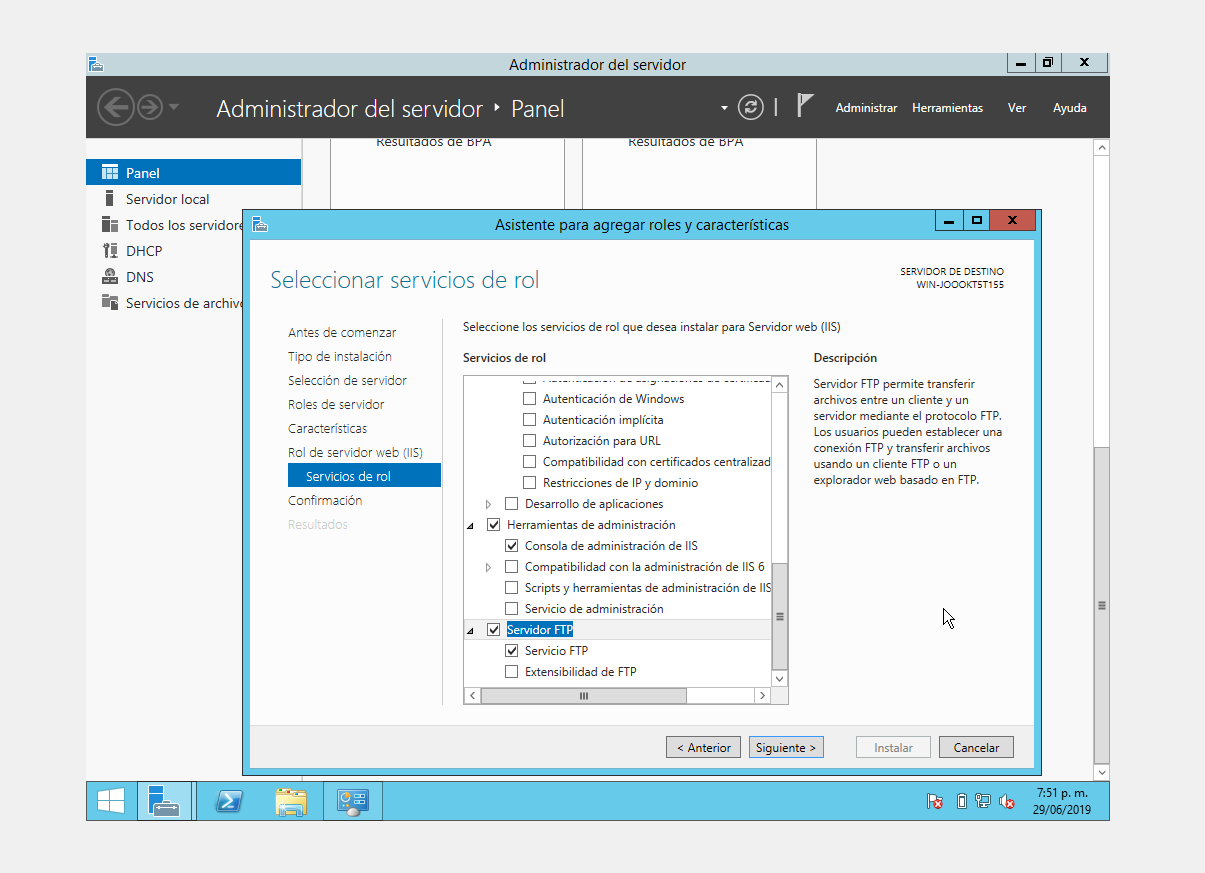 Administrador del servidor
Administrador del servidor ‣ Panel
Administrar Herramientas Ver Ayuda
Resultados de BPA Resultados de BPA
Panel
Servidor local
Todos los servidore
DHCP
DNS
Servicios de archivo
Asistente para agregar roles y características
Seleccionar servicios de rol
SERVIDOR DE DESTINO
WIN-JOOOKT5T155
Antes de comenzar
Tipo de instalación
Selección de servidor
Roles de servidor
Características
Rol de servidor web (IIS)
Servicios de rol
Confirmación
Resultados
Seleccione los servicios de rol que desea instalar para Servidor web (IIS)
Servicios de rol
Autenticación de asignaciones de certificad
Autenticación de Windows
Autenticación implícita
Autorización para URL
Compatibilidad con certificados centralizad
Restricciones de IP y dominio
Desarrollo de aplicaciones
Herramientas de administración
Consola de administración de IIS
Compatibilidad con la administración de IIS 6
Scripts y herramientas de administración de IIS
Servicio de administración
Servidor FTP
Servicio FTP
Extensibilidad de FTP
Descripción
Servidor FTP permite transferir
archivos entre un cliente y un
servidor mediante el protocolo FTP.
Los usuarios pueden establecer una
conexión FTP y transferir archivos
usando un cliente FTP o un
explorador web basado en FTP.
< Anterior Siguiente > Instalar Cancelar
7:51 p. m.
29/06/2019